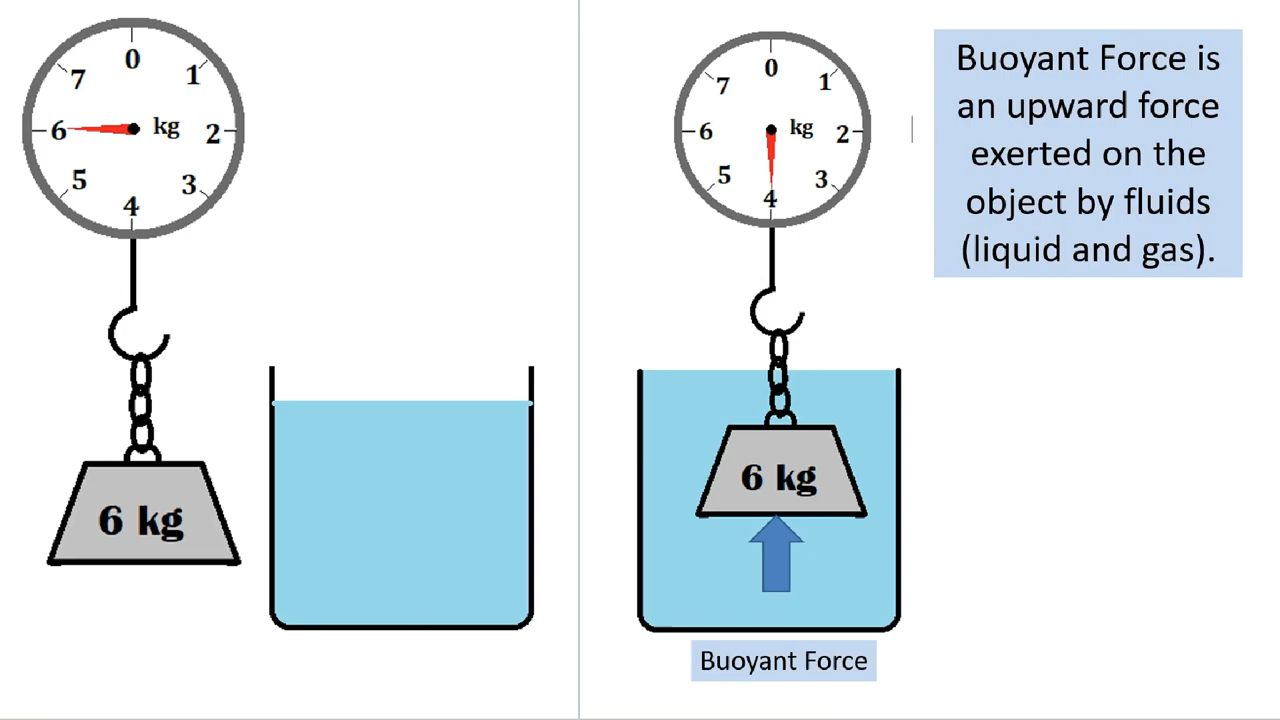 0
1
2
3
4
5
6
7
kg
6 kg
0
1
2
3
4
5
6
7
kg
6 kg
Buoyant Force
Buoyant Force is
an upward force
exerted on the
object by fluids
(liquid and gas).